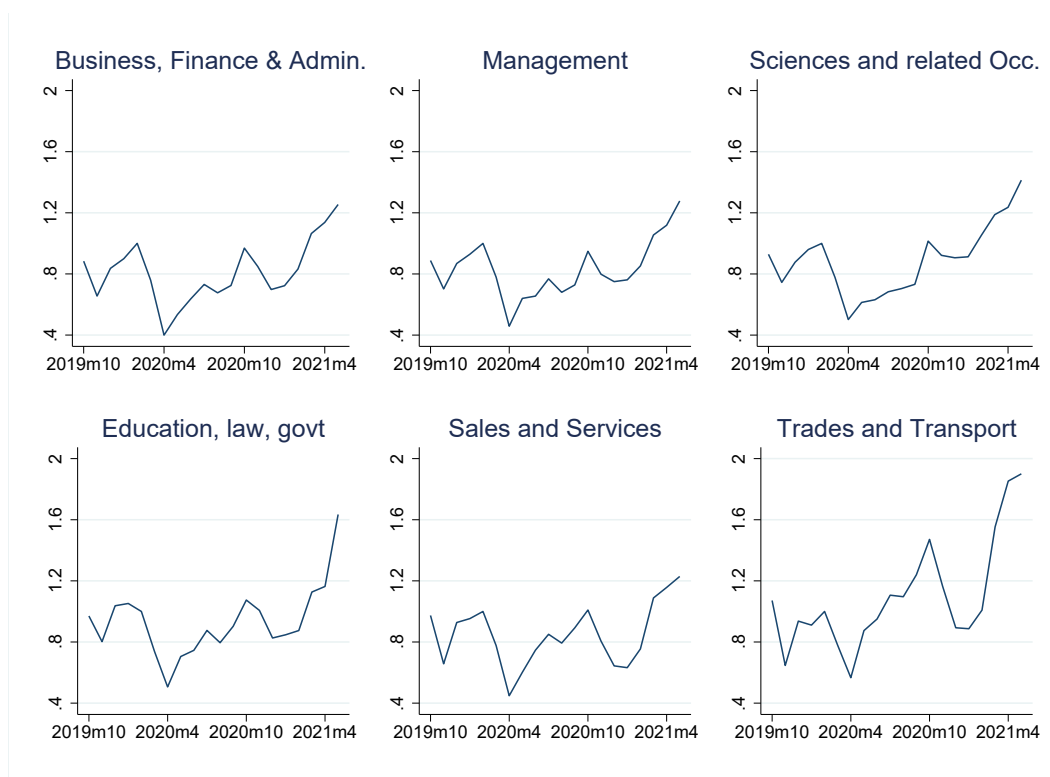 Business, Finance & Admin.
2
1.6
1.2
.8
.4
2019m10 2020m4 2020m10 2021m4
Management
2
1.6
1.2
.8
.4
2019m10 2020m4 2020m10 2021m4
Sciences and related Occ.
2
1.6
1.2
.8
.4
2019m10 2020m4 2020m10 2021m4
Education, law, govt
2
1.6
1.2
.8
.4
2019m10 2020m4 2020m10 2021m4
Sales and Services
2
1.6
1.2
.8
.4
2019m10 2020m4 2020m10 2021m4
Trades and Transport
2
1.6
1.2
.8
.4
2019m10 2020m4 2020m10 2021m4